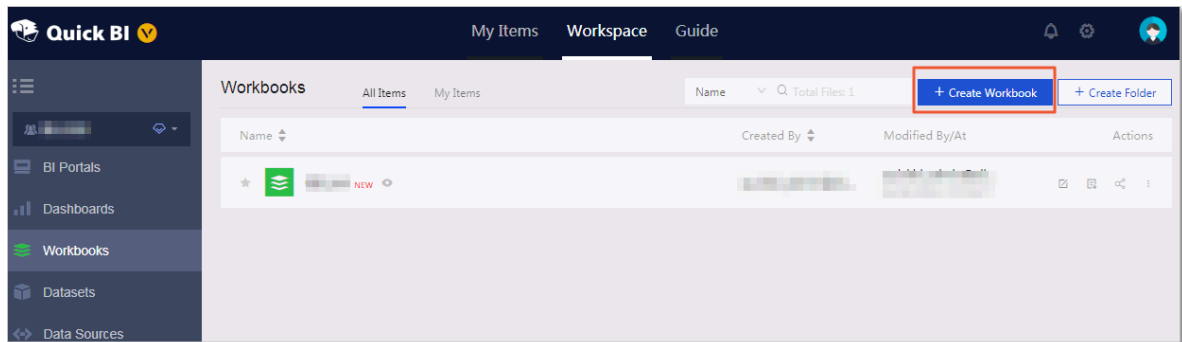 Quick BI
My Items Workspace Guide
Workbooks All Items My Items Name Total Files: 1 + Create Workbook + Create Folder
Name Created By Modified By/At Actions
NEW
BI Portals
Dashboards
Workbooks
Datasets
Data Sources